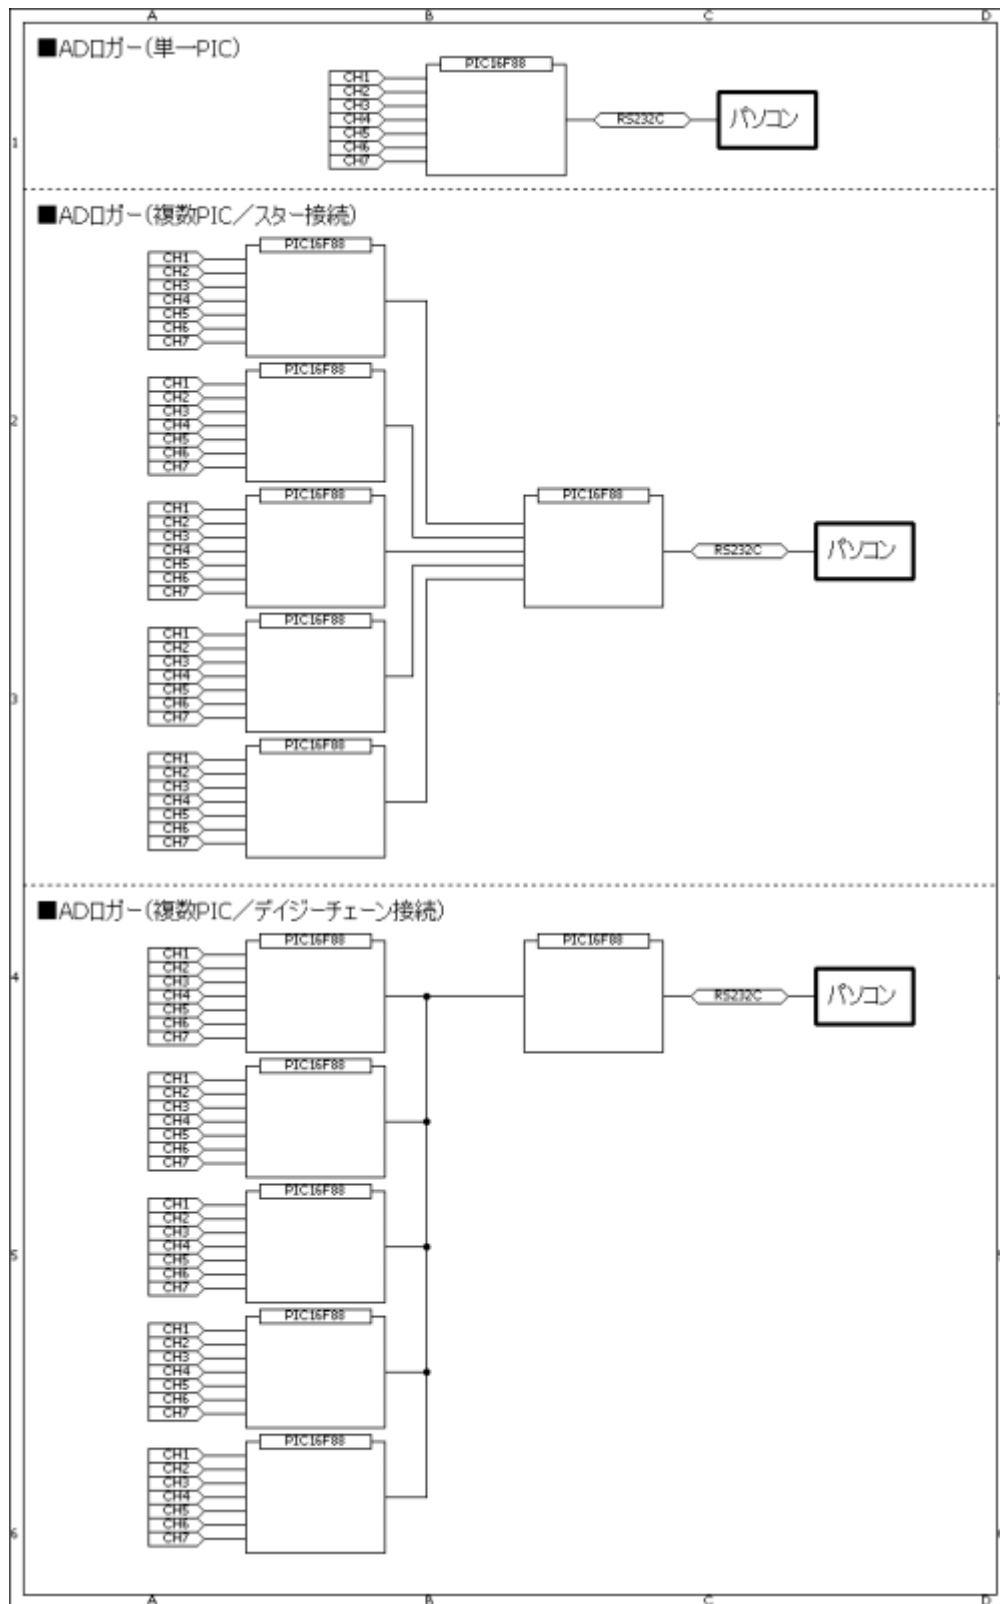 A B C D
■ADロガー(単一PIC)
PIC16F88
CH1
CH2
CH3
CH4
CH5
CH6
CH7
RS232C
パソコン
1
■ADロガー(複数PIC/スター接続)
PIC16F88
CH1
CH2
CH3
CH4
CH5
CH6
CH7
PIC16F88
CH1
CH2
CH3
CH4
CH5
CH6
CH7
2
PIC16F88
CH1
CH2
CH3
CH4
CH5
CH6
CH7
PIC16F88
RS232C
パソコン
PIC16F88
CH1
CH2
CH3
CH4
CH5
CH6
CH7
3
PIC16F88
CH1
CH2
CH3
CH4
CH5
CH6
CH7
■ADロガー(複数PIC/デイジーチェーン接続)
PIC16F88
CH1
CH2
CH3
CH4
CH5
CH6
CH7
4
PIC16F88
RS232C
パソコン
PIC16F88
CH1
CH2
CH3
CH4
CH5
CH6
CH7
PIC16F88
CH1
CH2
CH3
CH4
CH5
CH6
CH7
5
PIC16F88
CH1
CH2
CH3
CH4
CH5
CH6
CH7
PIC16F88
CH1
CH2
CH3
CH4
CH5
CH6
CH7
6
A B C D